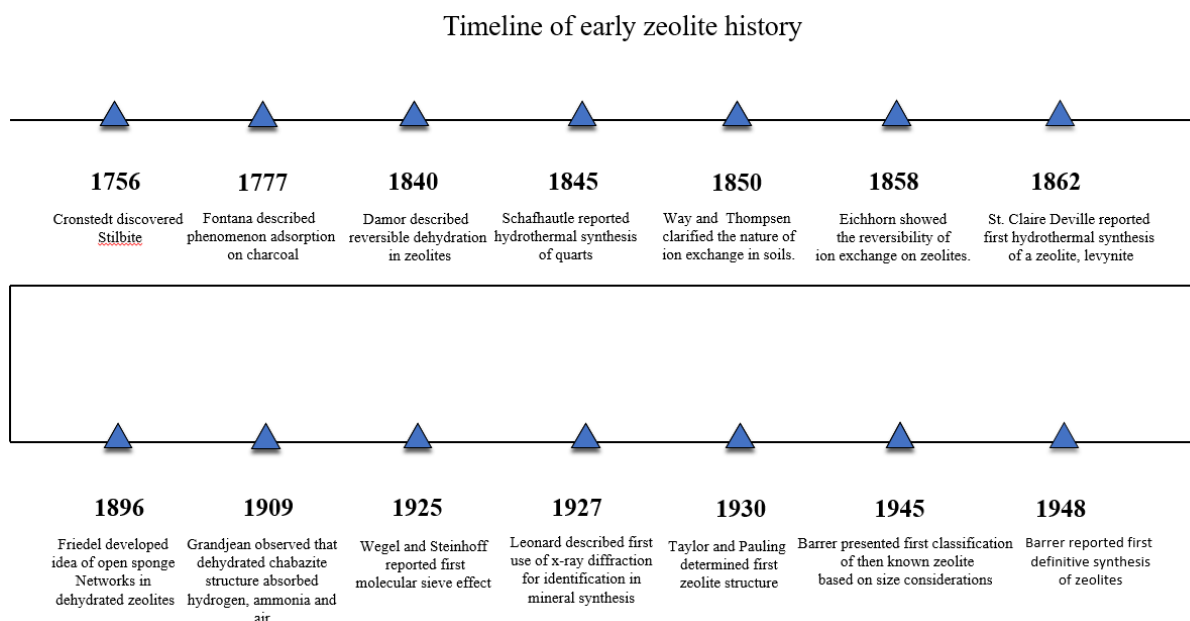 Timeline of early zeolite history
1756
Cronstedt discovered
Stilbite
1777
Fontana described
phenomenon adsorption
on charcoal
1840
Damor described
reversible dehydration
in zeolites
1845
Schafhautle reported
hydrothermal synthesis
of quarts
1850
Way and Thompsen
clarified the nature of
ion exchange in soils.
1858
Eichhorn showed
the reversibility of
ion exchange on zeolites.
1862
St. Claire Deville reported
first hydrothermal synthesis
of a zeolite, levynite
1896
Friedel developed
idea of open sponge
Networks in
dehydrated zeolites
1909
Grandjean observed that
dehydrated chabazite
structure absorbed
hydrogen, ammonia and
air
1925
Wegel and Steinhoff
reported first
molecular sieve effect
1927
Leonard described first
use of x-ray diffraction
for identification in
mineral synthesis
1930
Taylor and Pauling
determined first
zeolite structure
1945
Barrer presented first classification
of then known zeolite
based on size considerations
1948
Barrer reported first
definitive synthesis
of zeolites